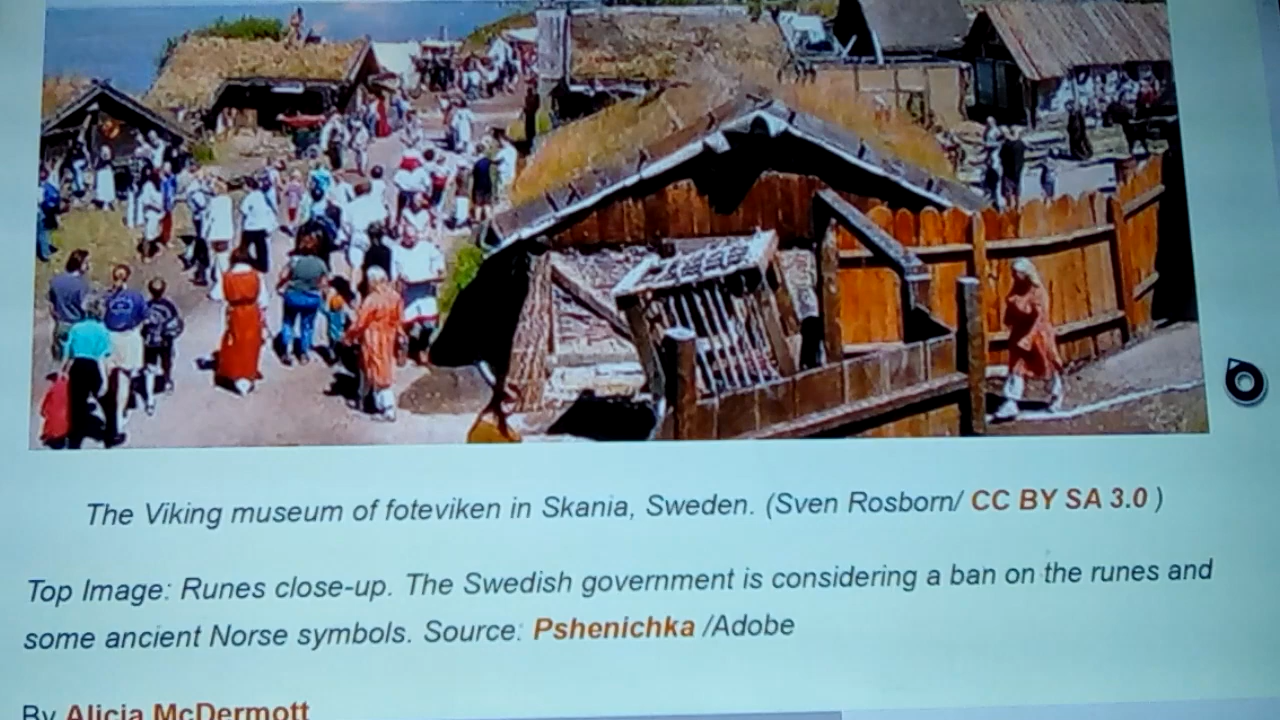 The Viking museum of foteviken in Skania, Sweden. (Sven Rosborn/ CC BY SA 3.0 )
Top Image: Runes close-up. The Swedish government is considering a ban on the runes and
some ancient Norse symbols. Source: Pshenichka /Adobe
By Alicia McDermott